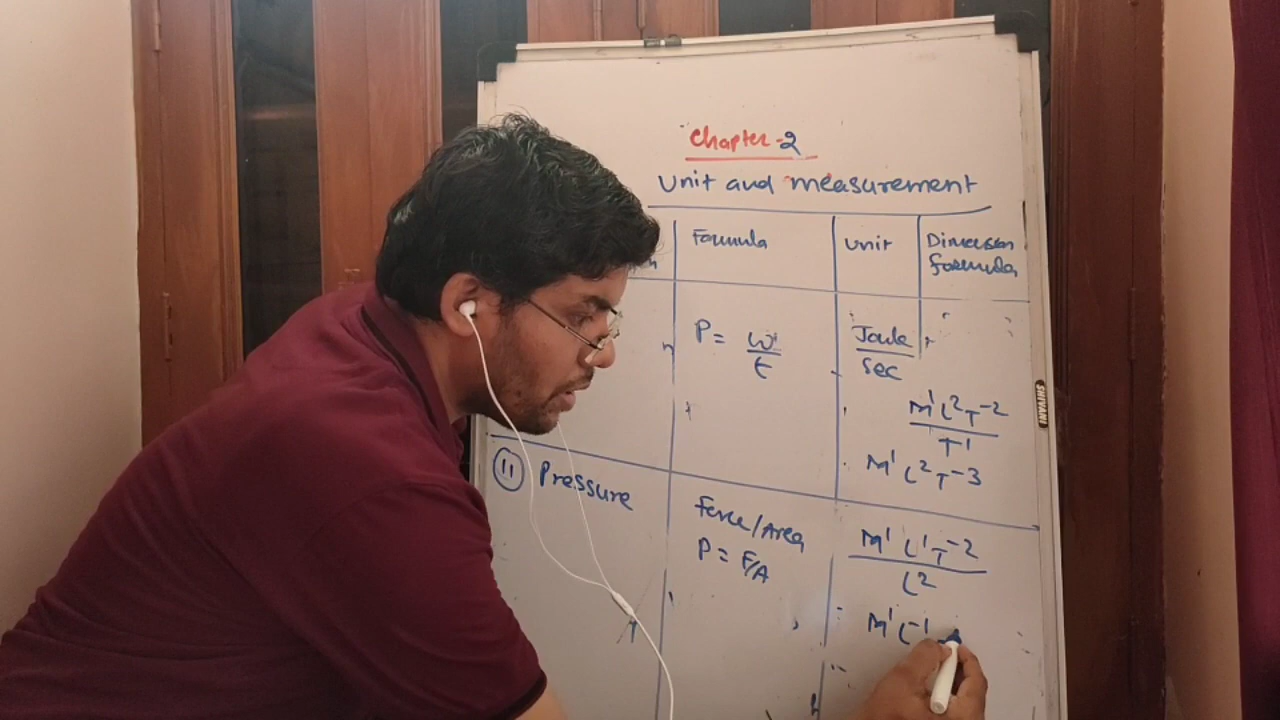 Chapter-2
Unit and measurement
Formula
Unit
Dimension
formula
P = W/t
Joule
Sec
M¹L²T⁻²
T¹
M¹L²T⁻³
11 Pressure
Force/Area
P = F/A
M¹L¹T⁻²
L²
M¹L⁻¹
SHIVANI